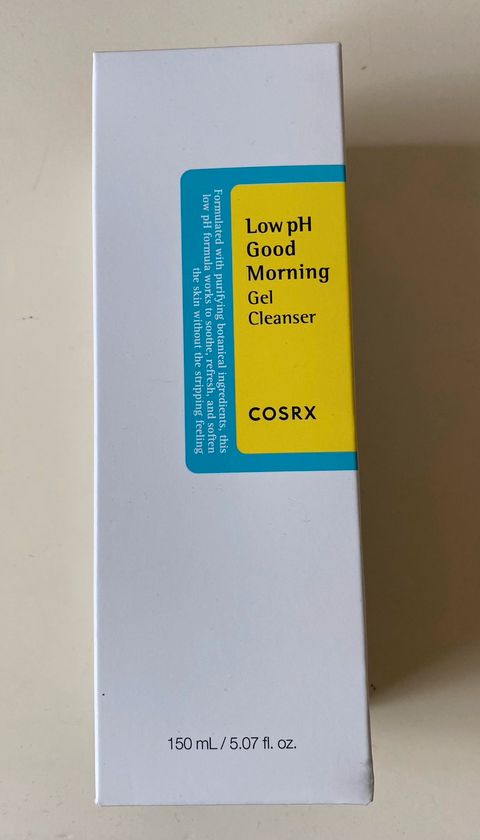 Low pH
Good
Morning
Gel
Cleanser
COSRX
Formulated with purifying botanical ingredients, this
low pH formula works to soothe, refresh, and soften
the skin without the stripping feeling
150 mL / 5.07 fl. oz.